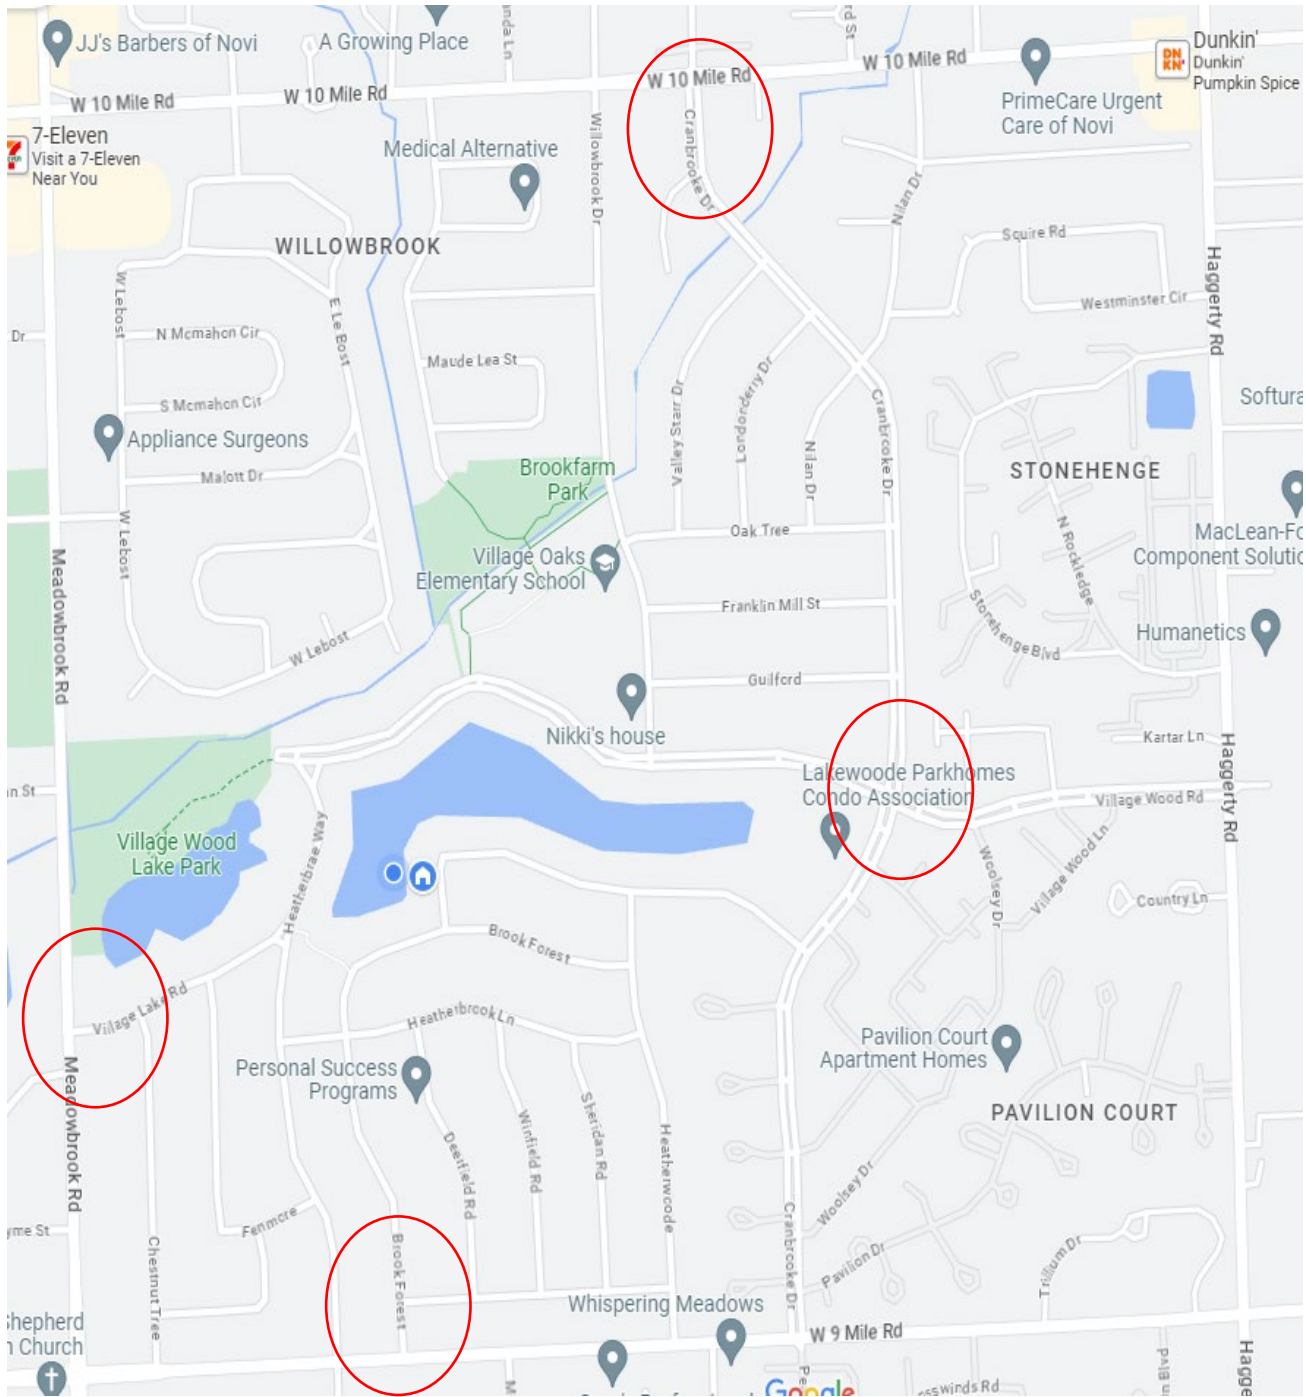 JJ's Barbers of Novi
A Growing Place
W 10 Mile Rd
W 10 Mile Rd
W 10 Mile Rd
W 10 Mile Rd
Dunkin'
Dunkin'
Pumpkin Spice
PrimeCare Urgent
Care of Novi
7-Eleven
Visit a 7-Eleven
Near You
Medical Alternative
Willowbrook Dr
Cranbrooke Dr
Nilan Dr
WILLOWBROOK
Squire Rd
Westminster Cir
Haggerty Rd
W Lebost
N Mcmahon Cir
E Le Bost
Dr
Maude Lea St
S Mcmahon Cir
Valley Starr Dr
Londonderry Dr
Cranbrooke Dr
Nilan Dr
Appliance Surgeons
Malott Dr
Brookfarm
Park
STONEHENGE
W Lebost
Oak Tree
N Rockledge
Village Oaks
Elementary School
Meadowbrook Rd
Franklin Mill St
Stonehenge Blvd
Humanetics
W Lebost
Guilford
Nikki's house
Kartar Ln
Haggerty Rd
Lakewoode Parkhomes
Condo Association
Village Wood Rd
n St
Village Wood
Lake Park
Heatherbrae Way
Woolsey Dr
Village Wood Ln
Country Ln
Brook Forest
Village Lake Rd
Heatherbrook Ln
Personal Success
Programs
Pavilion Court
Apartment Homes
Meadowbrook Rd
PAVILION COURT
Deerfield Rd
Winfield Rd
Sheridan Rd
Heatherwoode
Woolsey Dr
Cranbrooke Dr
Pavilion Dr
Trillium Dr
yme St
Fenmore
Chestnut Tree
Brook Forest
Whispering Meadows
W 9 Mile Rd
Church
Google